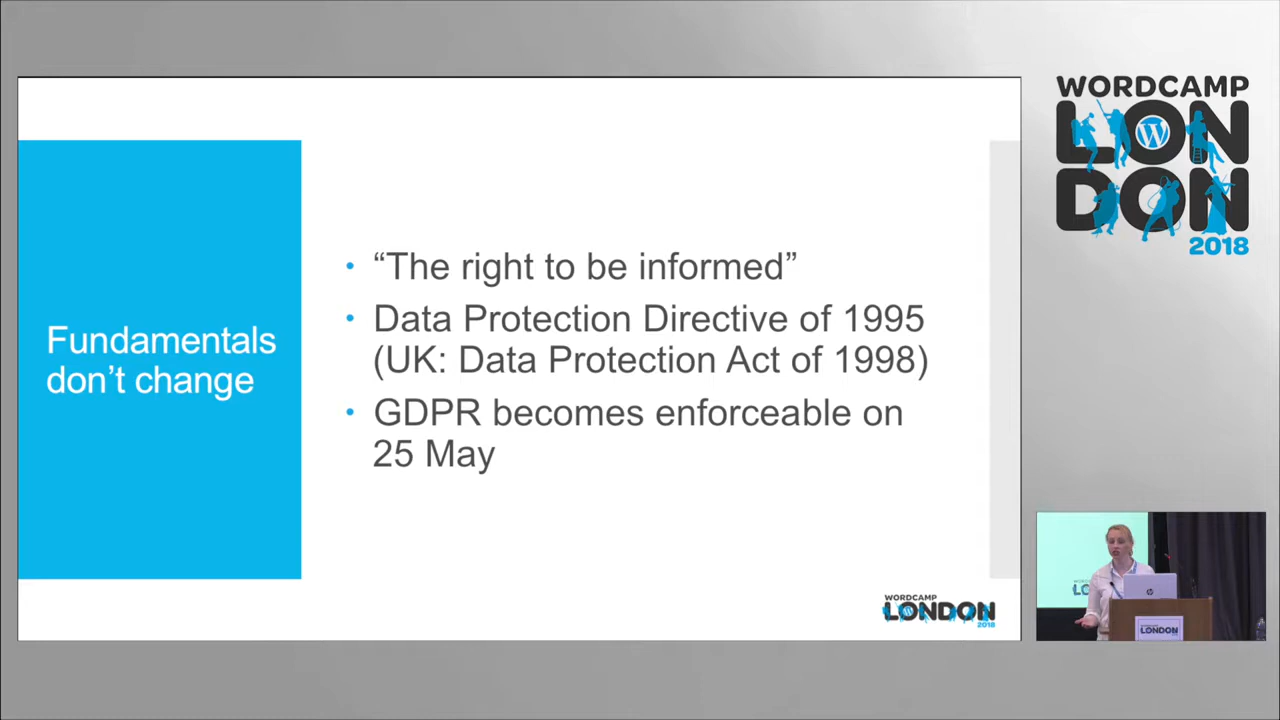 WORDCAMP
LONDON
2018
Fundamentals
don’t change
• “The right to be informed”
• Data Protection Directive of 1995
(UK: Data Protection Act of 1998)
• GDPR becomes enforceable on
25 May
WORDCAMP
LONDON
2018
LONDON